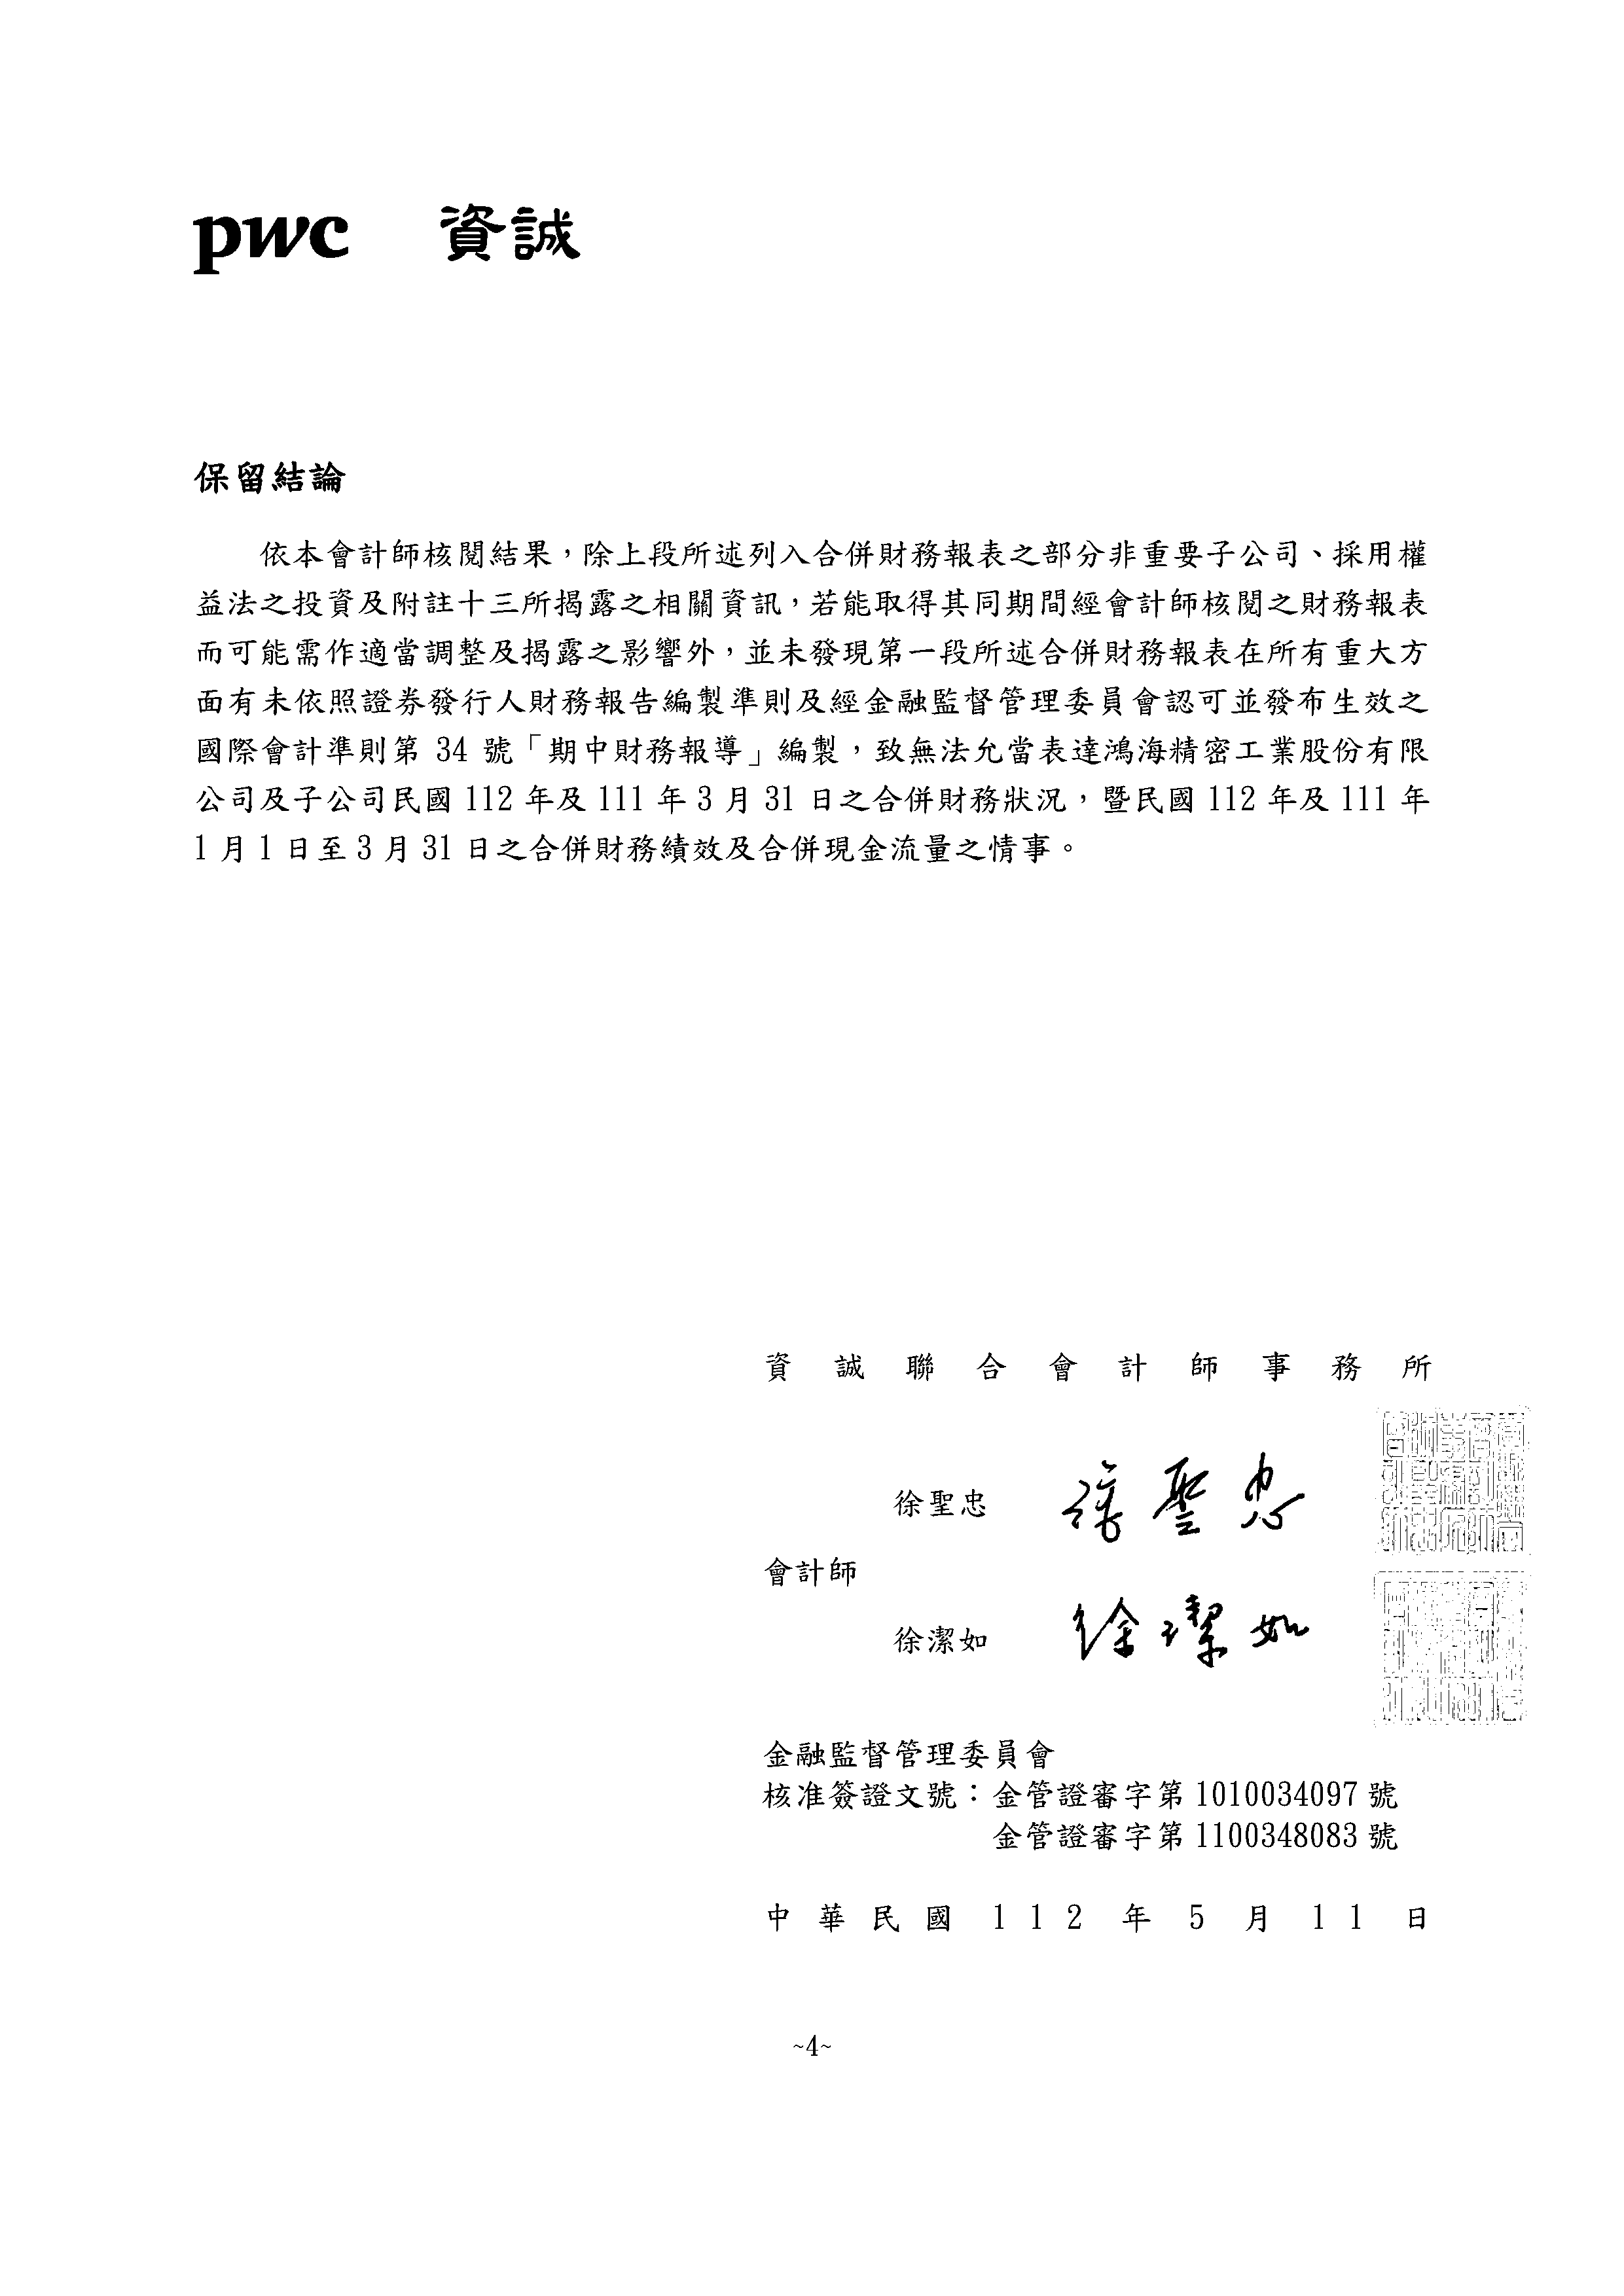 pwc 資誠
保留結論
依本會計師核閱結果，除上段所述列入合併財務報表之部分非重要子公司、採用權
益法之投資及附註十三所揭露之相關資訊，若能取得其同期間經會計師核閱之財務報表
而可能需作適當調整及揭露之影響外，並未發現第一段所述合併財務報表在所有重大方
面有未依照證券發行人財務報告編製準則及經金融監督管理委員會認可並發布生效之
國際會計準則第 34 號「期中財務報導」編製，致無法允當表達鴻海精密工業股份有限
公司及子公司民國 112 年及 111 年 3 月 31 日之合併財務狀況，暨民國 112 年及 111 年
1 月 1 日至 3 月 31 日之合併財務績效及合併現金流量之情事。
資誠聯合會計師事務所
徐聖忠 徐聖忠
會計師
徐潔如 徐潔如
金融監督管理委員會
核准簽證文號：金管證審字第 1010034097 號
金管證審字第 1100348083 號
中華民國 112 年 5 月 11 日
~4~